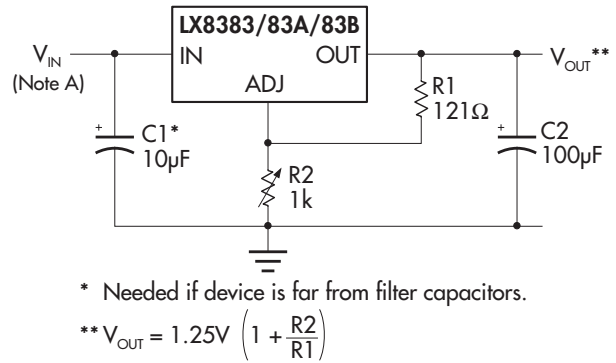 LX8383/83A/83B
V_IN
(Note A)
IN
OUT
ADJ
V_OUT **
R1
121Ω
C1*
10µF
+
R2
1k
+
C2
100µF
* Needed if device is far from filter capacitors.
** V_OUT = 1.25V (1 + R2/R1)